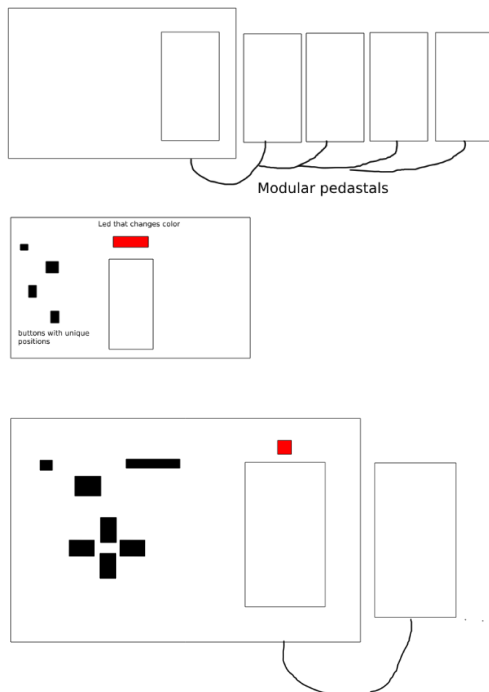 Modular pedastals
Led that changes color
buttons with unique
positions